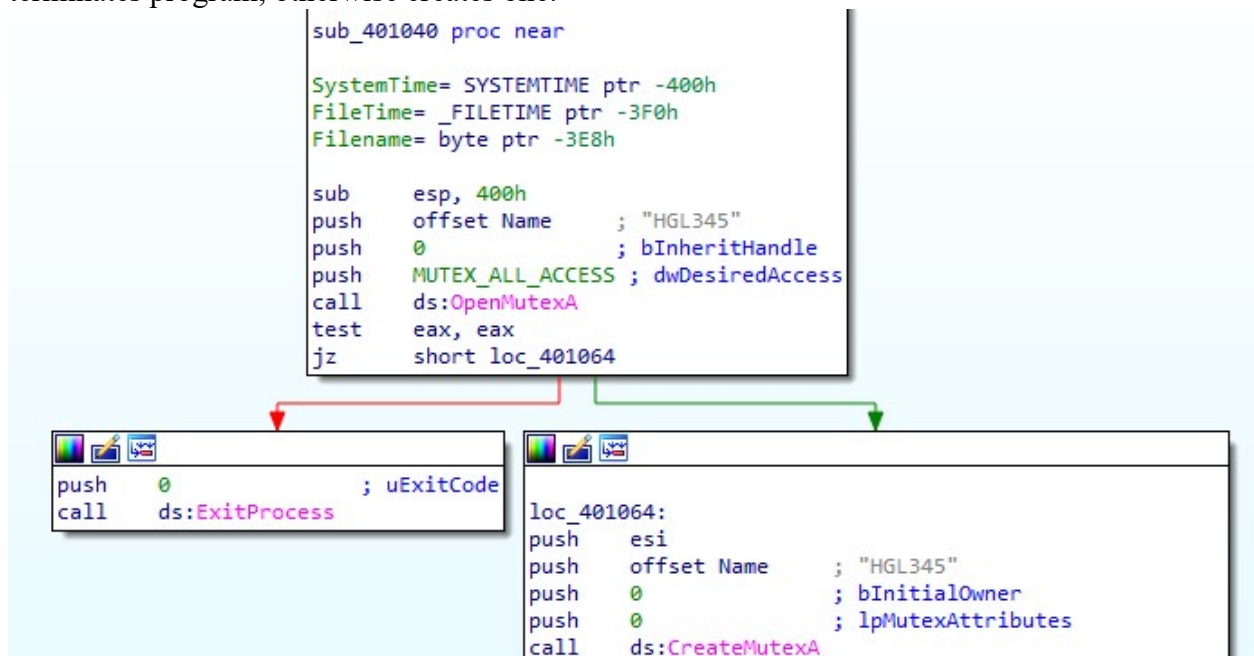 terminates program, otherwise creates one.
sub_401040 proc near
SystemTime= SYSTEMTIME ptr -400h
FileTime= _FILETIME ptr -3F0h
Filename= byte ptr -3E8h
sub esp, 400h
push offset Name ; "HGL345"
push 0 ; bInheritHandle
push MUTEX_ALL_ACCESS ; dwDesiredAccess
call ds:OpenMutexA
test eax, eax
jz short loc_401064
push 0 ; uExitCode
call ds:ExitProcess
loc_401064:
push esi
push offset Name ; "HGL345"
push 0 ; bInitialOwner
push 0 ; lpMutexAttributes
call ds:CreateMutexA